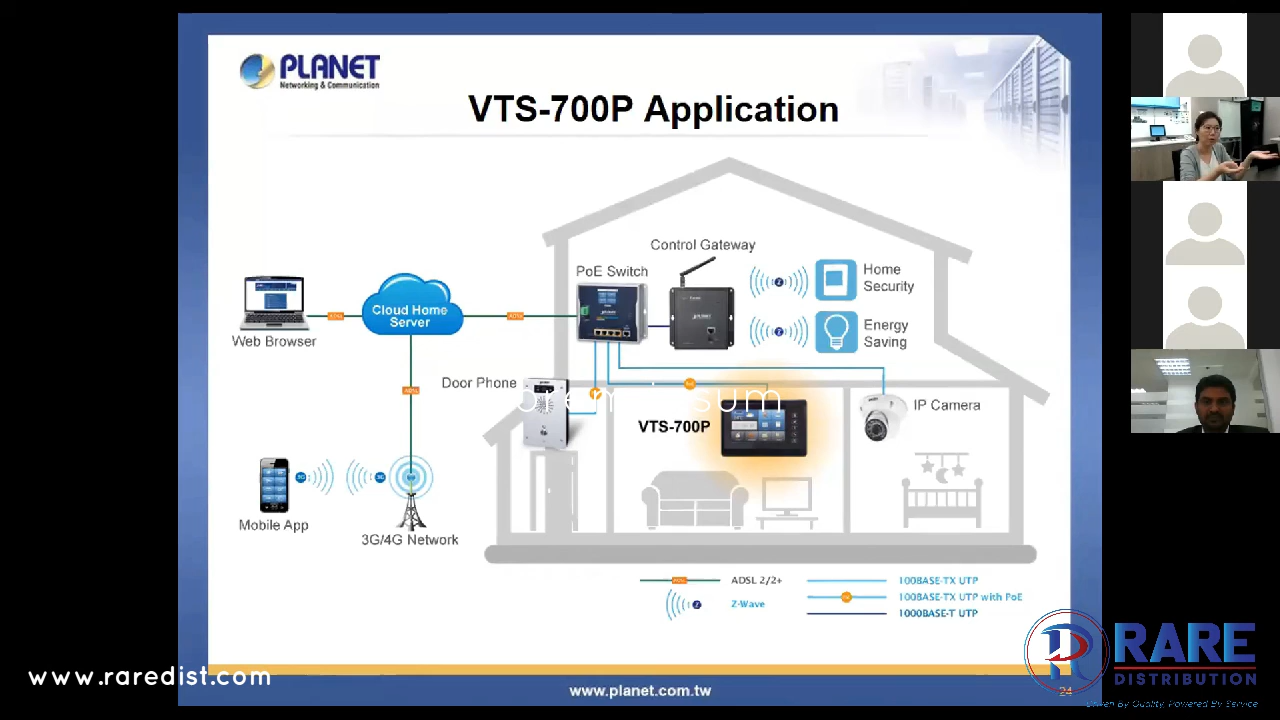 PLANET
Networking & Communication
VTS-700P Application
Control Gateway
PoE Switch
Home
Security
Energy
Saving
Cloud Home
Server
Web Browser
Door Phone
VTS-700P
IP Camera
Mobile App
3G/4G Network
ADSL 2/2+
Z-Wave
100BASE-TX UTP
100BASE-TX UTP with PoE
1000BASE-T UTP
www.raredist.com
www.planet.com.tw
24
RARE
DISTRIBUTION
Driven By Quality, Powered By Service